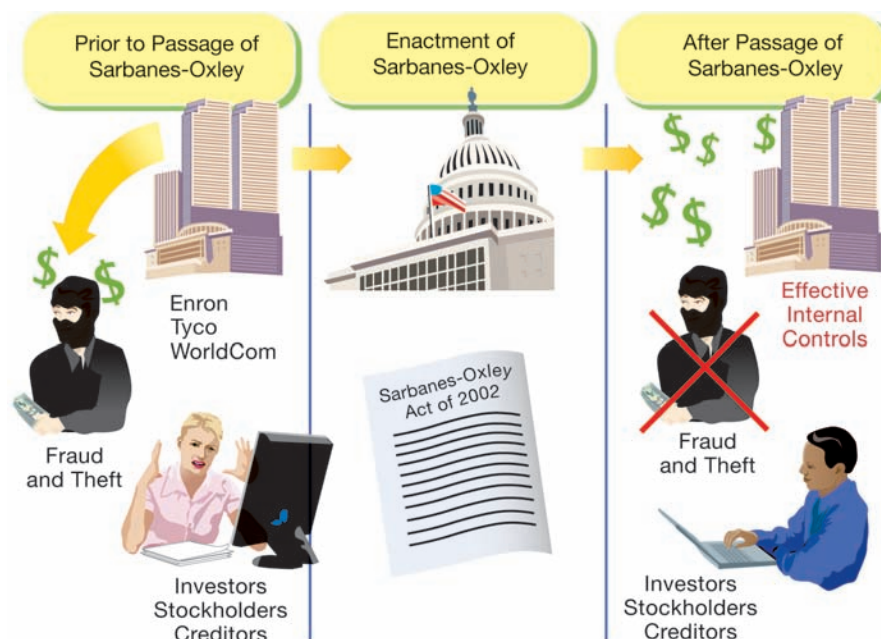 Prior to Passage of
Sarbanes-Oxley
Enactment of
Sarbanes-Oxley
After Passage of
Sarbanes-Oxley
Enron
Tyco
WorldCom
Fraud
and Theft
Investors
Stockholders
Creditors
Sarbanes-Oxley
Act of 2002
Effective
Internal
Controls
Fraud
and Theft
Investors
Stockholders
Creditors